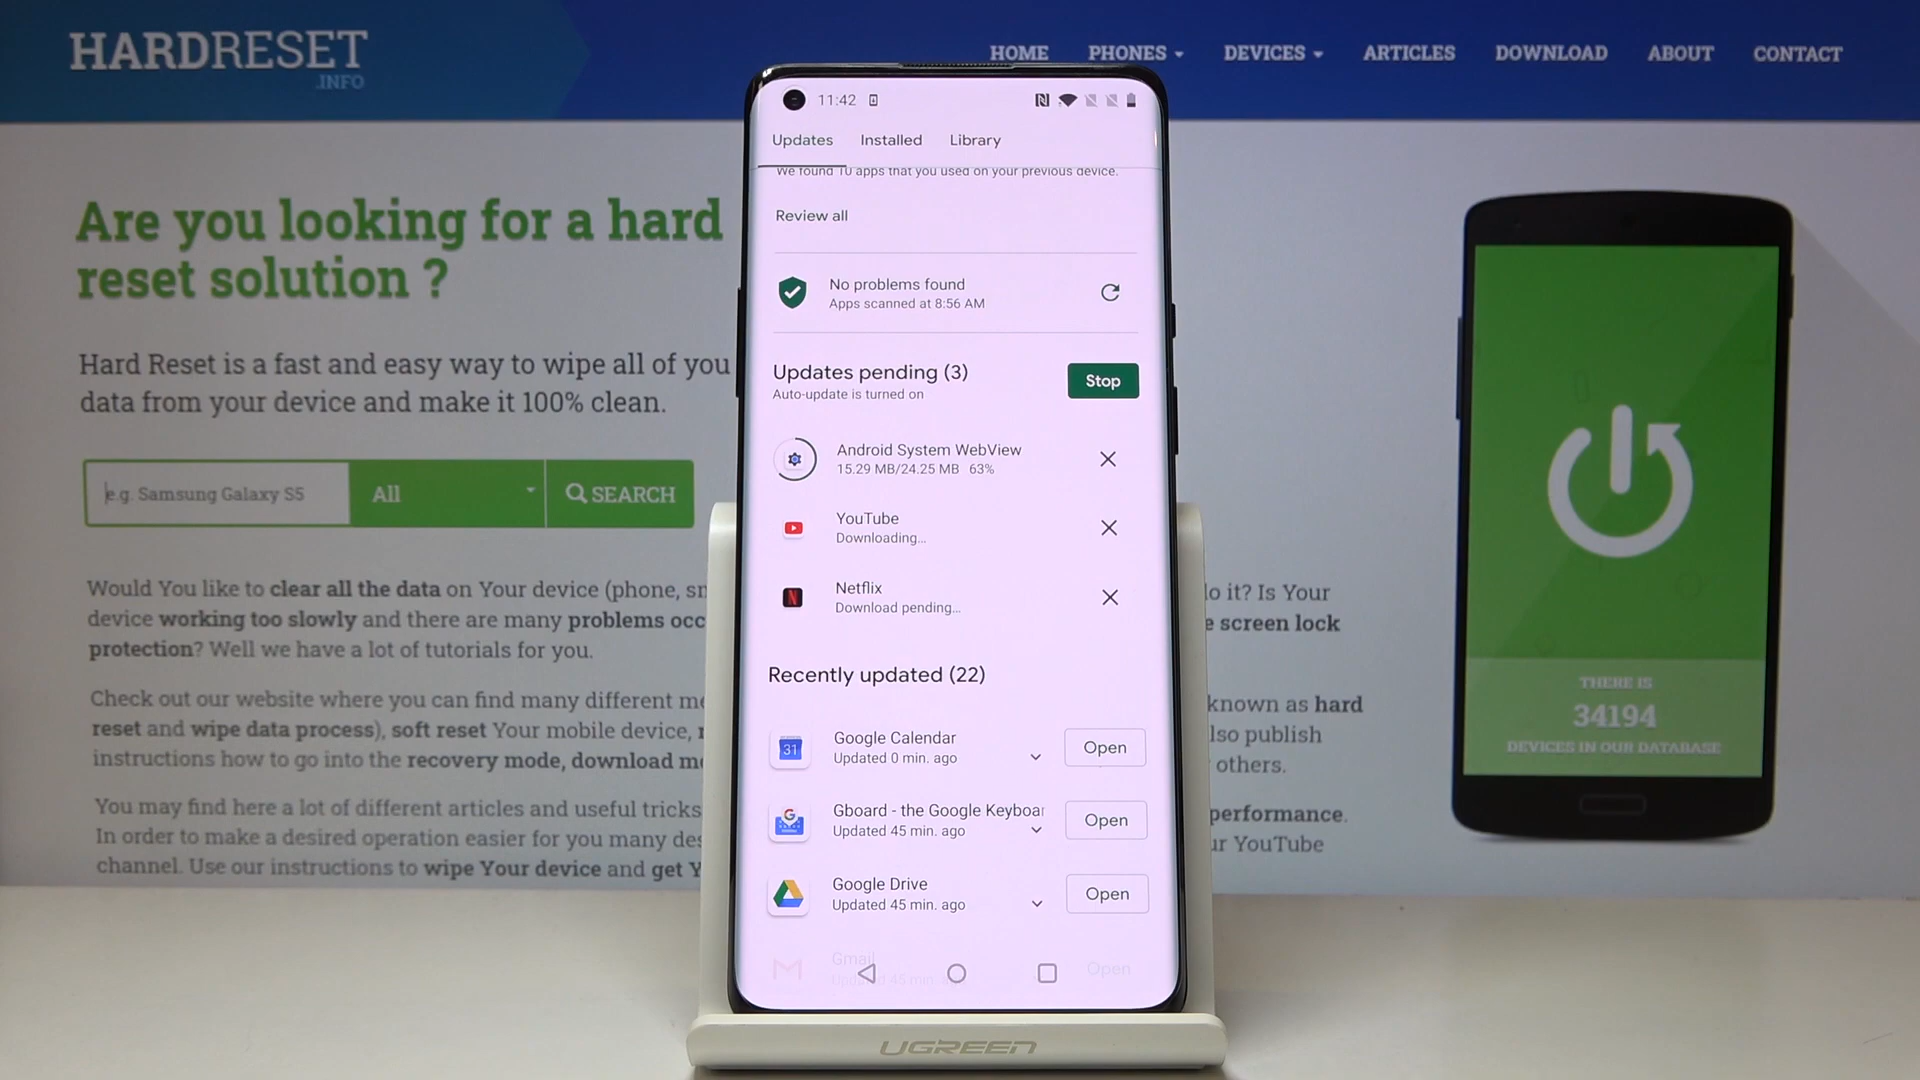 HARDRESET
.INFO
HOME PHONES DEVICES ARTICLES DOWNLOAD ABOUT CONTACT
Are you looking for a hard
reset solution ?
Hard Reset is a fast and easy way to wipe all of you
data from your device and make it 100% clean.
e.g. Samsung Galaxy S5 All SEARCH
Would You like to clear all the data on Your device (phone,
device working too slowly and there are many problems
protection? Well we have a lot of tutorials for you.
Check out our website where you can find many different
reset and wipe data process), soft reset Your mobile device,
instructions how to go into the recovery mode, download
You may find here a lot of different articles and useful tricks
In order to make a desired operation easier for you many
channel. Use our instructions to wipe Your device and get
11:42
Updates Installed Library
We found 10 apps that you used on your previous device.
Review all
No problems found
Apps scanned at 8:56 AM
Updates pending (3)
Auto-update is turned on
Stop
Android System WebView
15.29 MB/24.25 MB 63%
YouTube
Downloading...
Netflix
Download pending...
Recently updated (22)
31
Google Calendar
Updated 0 min. ago
Open
Gboard - the Google Keyboar
Updated 45 min. ago
Open
Google Drive
Updated 45 min. ago
Open
Gmail
Updated 45 min. ago
Open
it? Is Your
screen lock
known as hard
also publish
others.
performance.
YouTube
THERE IS
34194
DEVICES IN OUR DATABASE
UGREEN